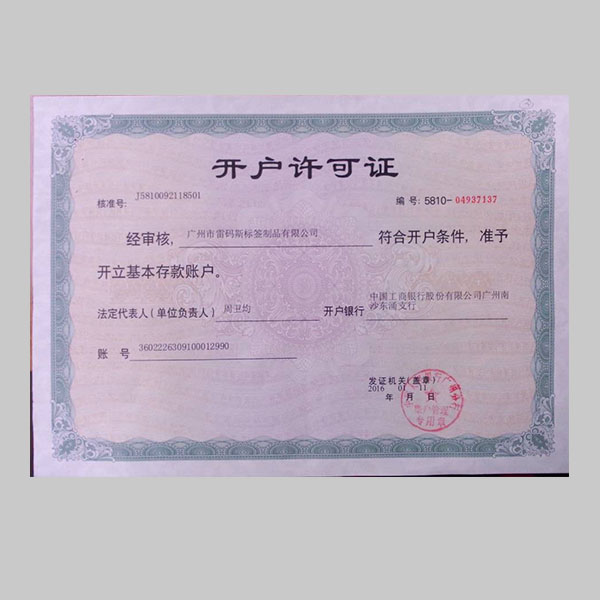 开户许可证
核准号: J5810092118501 编号: 5810-04937137
经审核, 广州市雷码斯标签制品有限公司 符合开户条件, 准予
开立基本存款账户。
法定代表人(单位负责人) 周卫均 开户银行 中国工商银行股份有限公司广州南
沙东涌支行
账 号 3602226309100012990
发证机关(盖章)
2016 01 11
年 月 日
专用章